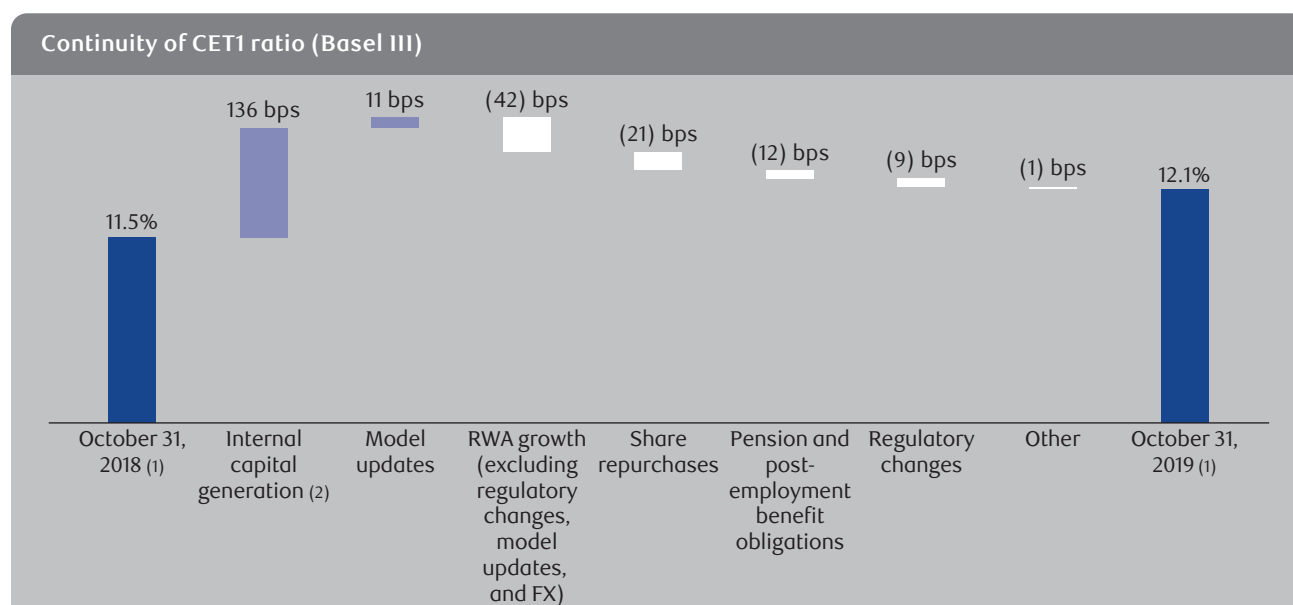 Continuity of CET1 ratio (Basel III)
136 bps
11 bps
(42) bps
(21) bps
(12) bps
(9) bps
(1) bps
11.5%
12.1%
October 31,
2018 (1)
Internal
capital
generation (2)
Model
updates
RWA growth
(excluding
regulatory
changes,
model
updates,
and FX)
Share
repurchases
Pension and
post-
employment
benefit
obligations
Regulatory
changes
Other
October 31,
2019 (1)